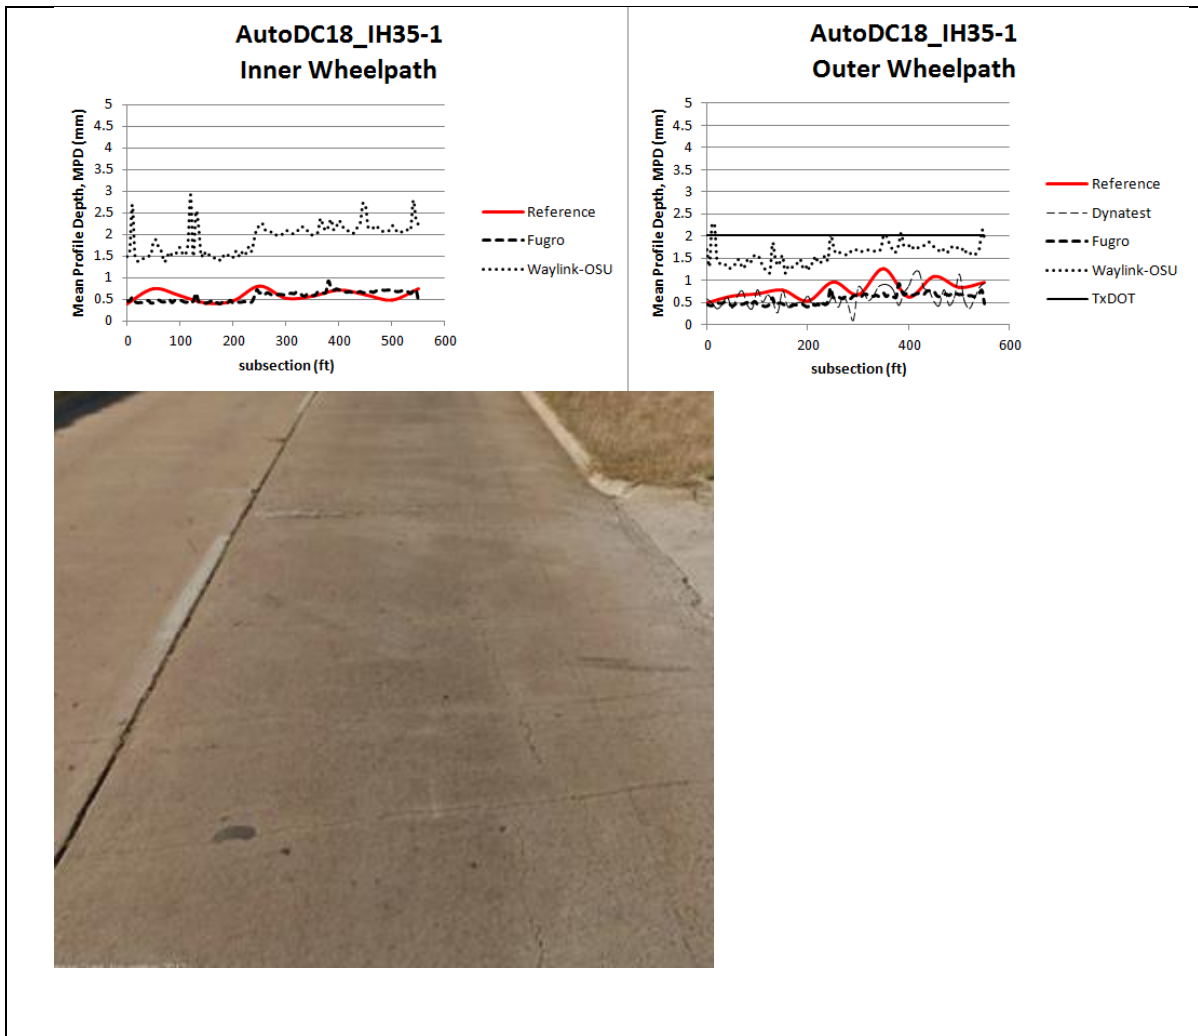 AutoDC18_IH35-1
Inner Wheelpath
Mean Profile Depth, MPD (mm)
5
4.5
4
3.5
3
2.5
2
1.5
1
0.5
0
0 100 200 300 400 500 600
subsection (ft)
Reference
Fugro
Waylink-OSU
AutoDC18_IH35-1
Outer Wheelpath
Mean Profile Depth, MPD (mm)
5
4.5
4
3.5
3
2.5
2
1.5
1
0.5
0
0 200 400 600
subsection (ft)
Reference
Dynatest
Fugro
Waylink-OSU
TxDOT